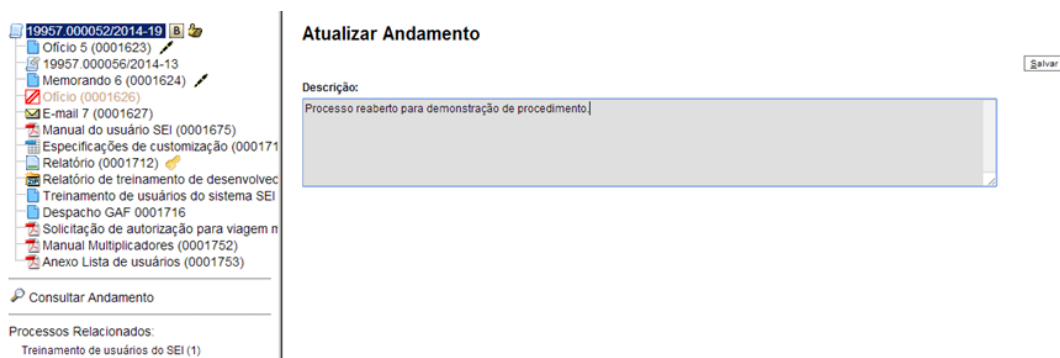 19957.000052/2014-19 B
Ofício 5 (0001623)
19957.000056/2014-13
Memorando 6 (0001624)
Ofício (0001626)
E-mail 7 (0001627)
Manual do usuário SEI (0001675)
Especificações de customização (000171
Relatório (0001712)
Relatório de treinamento de desenvolvec
Treinamento de usuários do sistema SEI
Despacho GAF 0001716
Solicitação de autorização para viagem n
Manual Multiplicadores (0001752)
Anexo Lista de usuários (0001753)
Consultar Andamento
Processos Relacionados:
Treinamento de usuários do SEI (1)
Atualizar Andamento
Salvar
Descrição:
Processo reaberto para demonstração de procedimento.